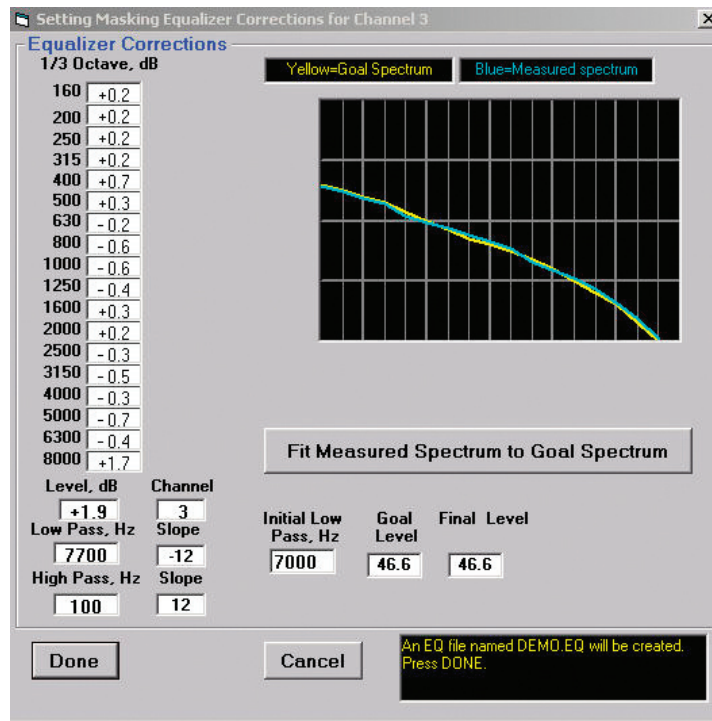 Setting Masking Equalizer Corrections for Channel 3
Equalizer Corrections
1/3 Octave, dB
Yellow=Goal Spectrum
Blue=Measured spectrum
160 +0.2
200 +0.2
250 +0.2
315 +0.2
400 +0.7
500 +0.3
630 -0.2
800 -0.6
1000 -0.6
1250 -0.4
1600 +0.3
2000 +0.2
2500 -0.3
3150 -0.5
4000 -0.3
5000 -0.7
6300 -0.4
8000 +1.7
Fit Measured Spectrum to Goal Spectrum
Level, dB Channel
+1.9 3
Low Pass, Hz Slope
7700 -12
High Pass, Hz Slope
100 12
Initial Low Pass, Hz Goal Level Final Level
7000 46.6 46.6
Done
Cancel
An EQ file named DEMO.EQ will be created.
Press DONE.